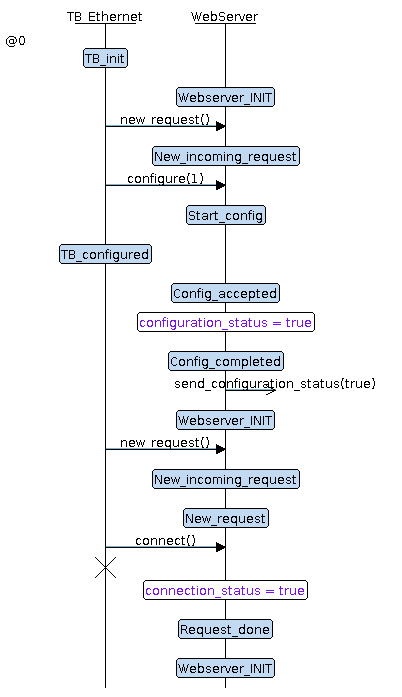 TB_Ethernet WebServer
@0
TB_init
Webserver_INIT
new_request()
New_incoming_request
configure(1)
Start_config
TB_configured
Config_accepted
configuration_status = true
Config_completed
send_configuration_status(true)
Webserver_INIT
new_request()
New_incoming_request
New_request
connect()
connection_status = true
Request_done
Webserver_INIT